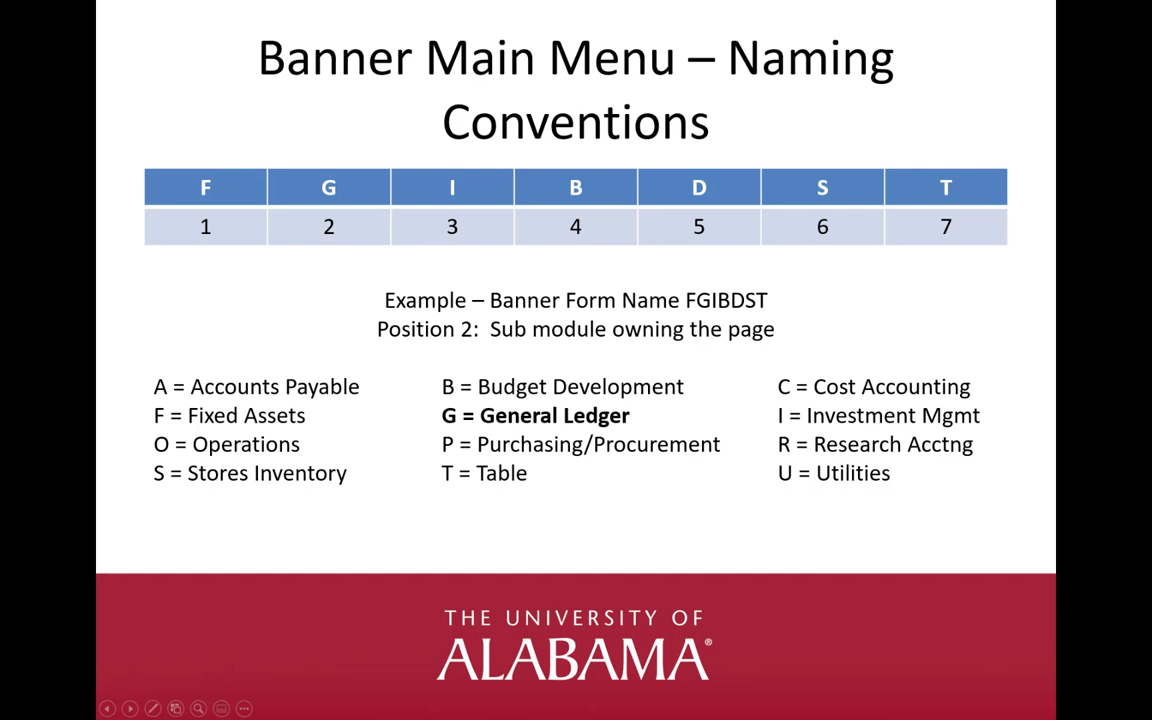 Banner Main Menu – Naming
Conventions
F G I B D S T
1 2 3 4 5 6 7
Example – Banner Form Name FGIBDST
Position 2: Sub module owning the page
A = Accounts Payable B = Budget Development C = Cost Accounting
F = Fixed Assets G = General Ledger I = Investment Mgmt
O = Operations P = Purchasing/Procurement R = Research Acctng
S = Stores Inventory T = Table U = Utilities
THE UNIVERSITY OF
ALABAMA®